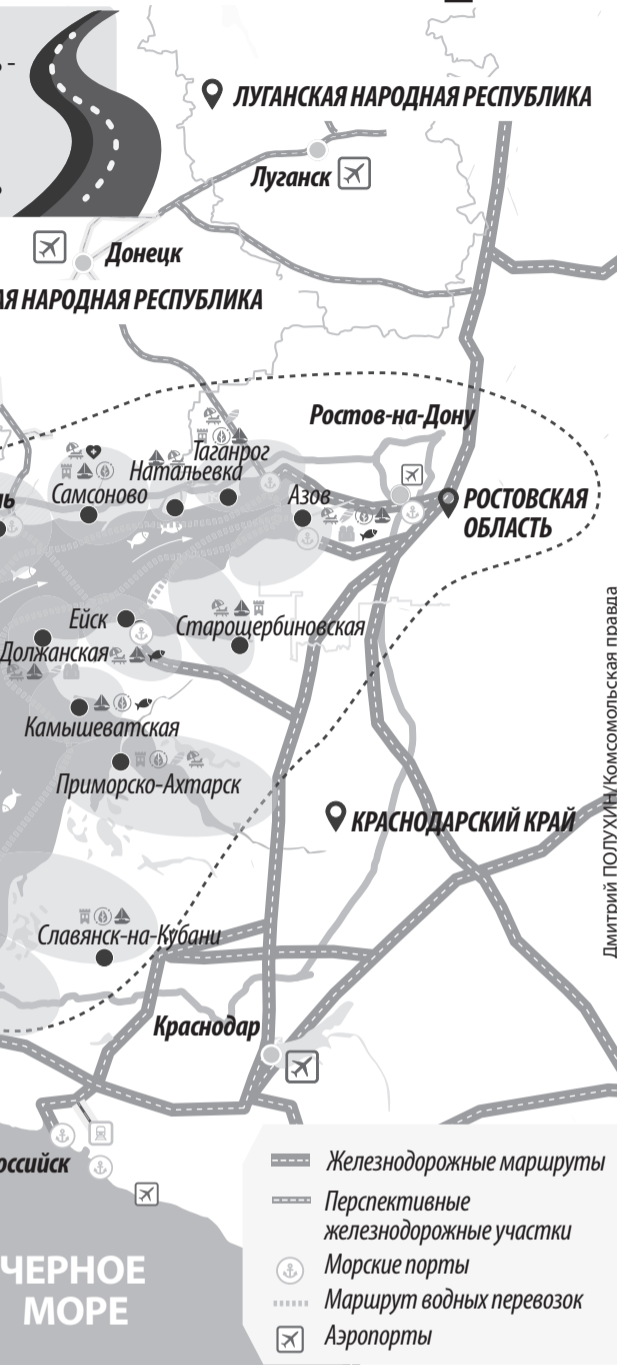 ЛУГАНСКАЯ НАРОДНАЯ РЕСПУБЛИКА
Луганск
Донецк
АЯ НАРОДНАЯ РЕСПУБЛИКА
Ростов-на-Дону
Таганрог
Натальевка
Самсоново
Азов
РОСТОВСКАЯ
ОБЛАСТЬ
ль
Ейск
Старощербиновская
Должанская
Камышеватская
Приморско-Ахтарск
КРАСНОДАРСКИЙ КРАЙ
Дмитрий ПОЛУХИН/Комсомольская правда
Славянск-на-Кубани
Краснодар
оссийск
ЧЕРНОЕ
МОРЕ
Железнодорожные маршруты
Перспективные
железнодорожные участки
Морские порты
Маршрут водных перевозок
Аэропорты